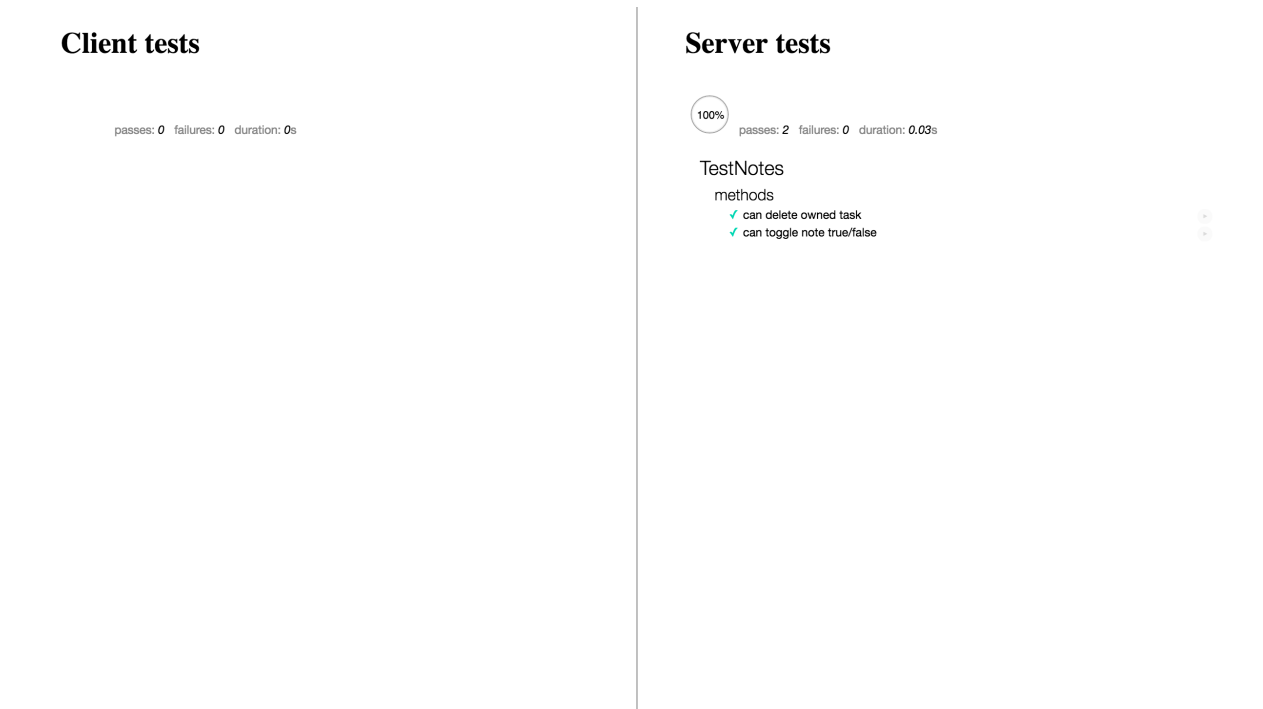 Client tests
passes: 0 failures: 0 duration: 0s
Server tests
100%
passes: 2 failures: 0 duration: 0.03s
TestNotes
methods
✓ can delete owned task
✓ can toggle note true/false